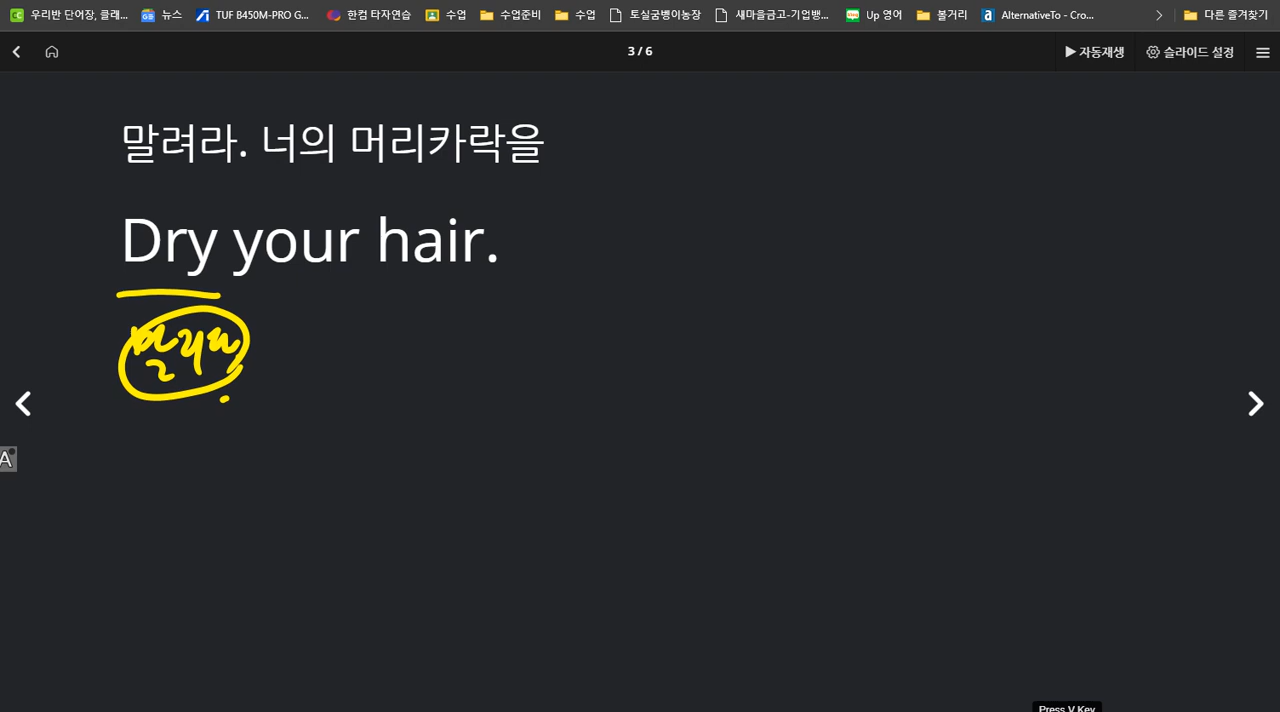 우리반 단어장, 클래... 뉴스 TUF B450M-PRO G... 한컴 타자연습 수업 수업준비 수업 토실궁뱅이농장 새마을금고-기업뱅... Up 영어 볼거리 AlternativeTo - Cro... 다른 즐겨찾기
3 / 6 자동재생 슬라이드 설정
말려라. 너의 머리카락을
Dry your hair.
말리다
A
Press V Key